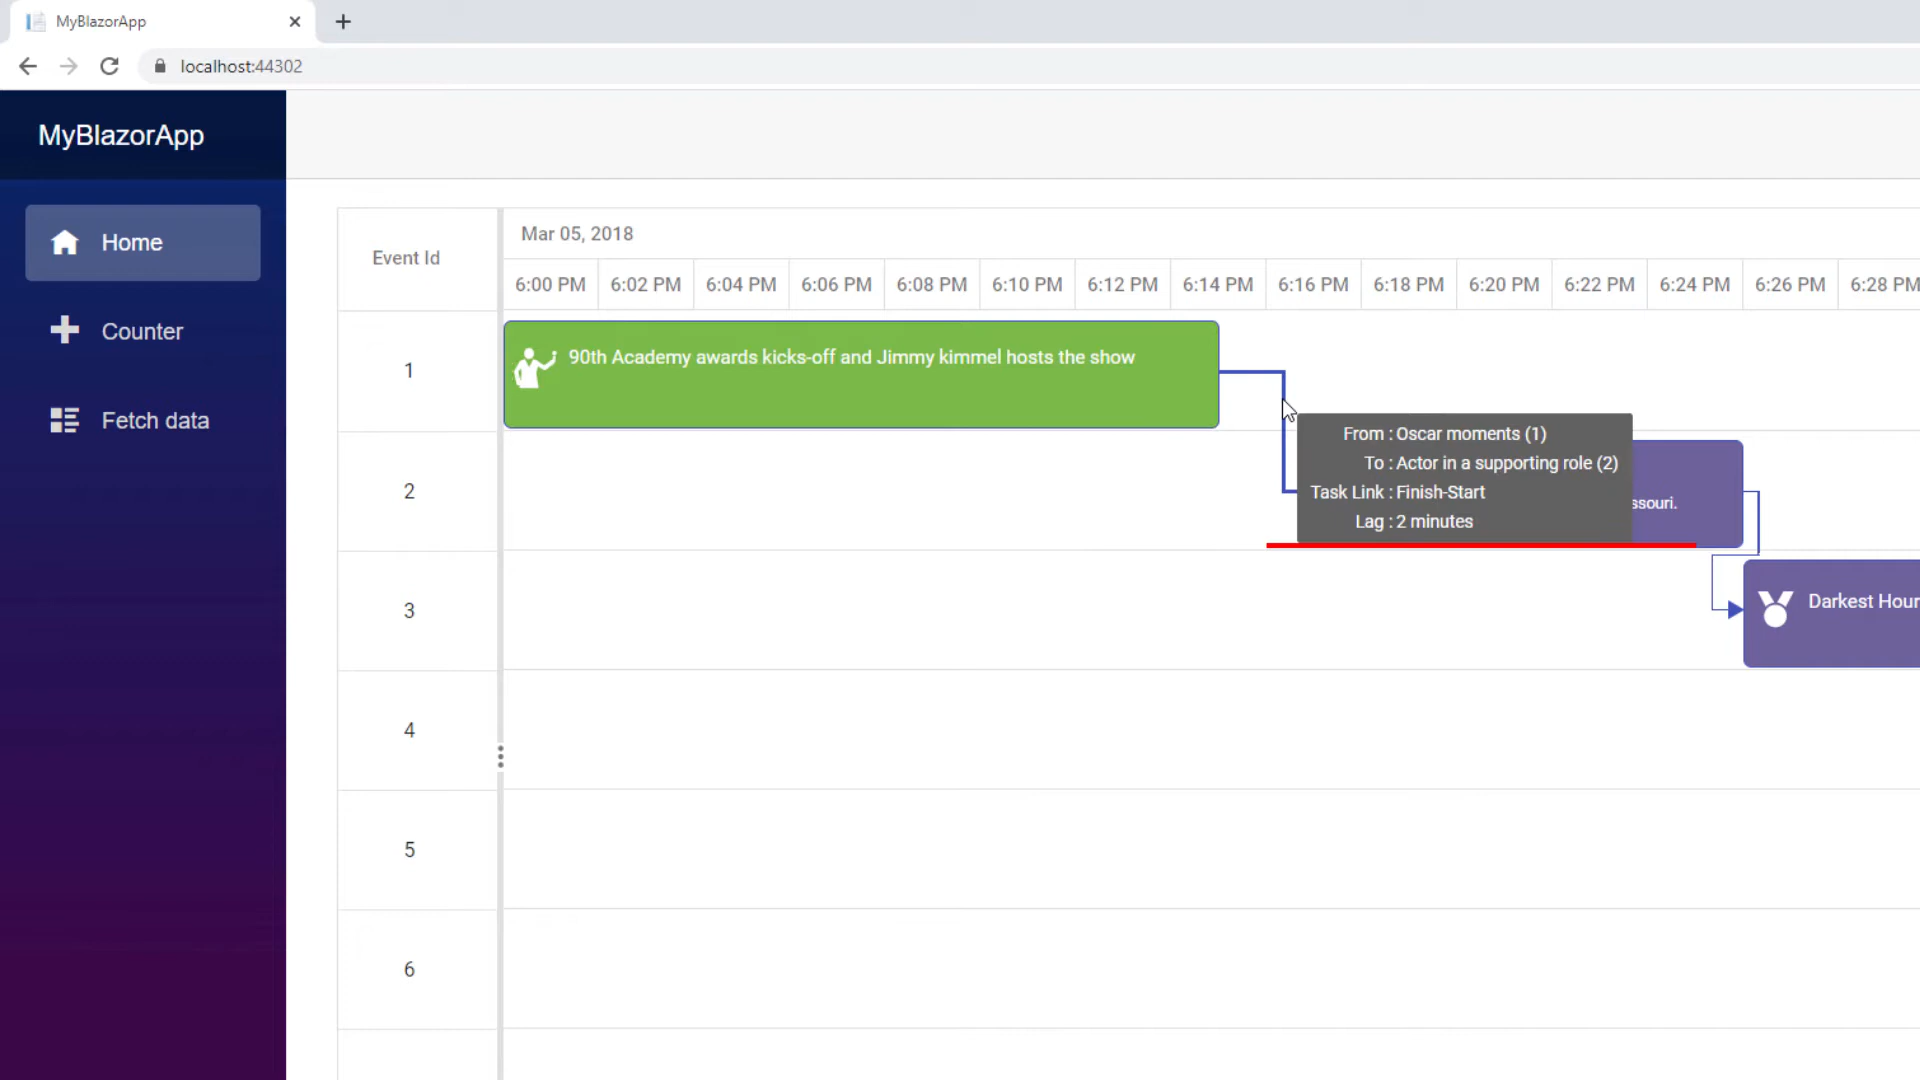 MyBlazorApp
localhost:44302
MyBlazorApp
Home
Counter
Fetch data
Event Id
Mar 05, 2018
6:00 PM 6:02 PM 6:04 PM 6:06 PM 6:08 PM 6:10 PM 6:12 PM 6:14 PM 6:16 PM 6:18 PM 6:20 PM 6:22 PM 6:24 PM 6:26 PM 6:28 PM
1
90th Academy awards kicks-off and Jimmy kimmel hosts the show
From : Oscar moments (1)
To : Actor in a supporting role (2)
Task Link : Finish-Start
Lag : 2 minutes
2
ssouri.
3
Darkest Hour
4
5
6